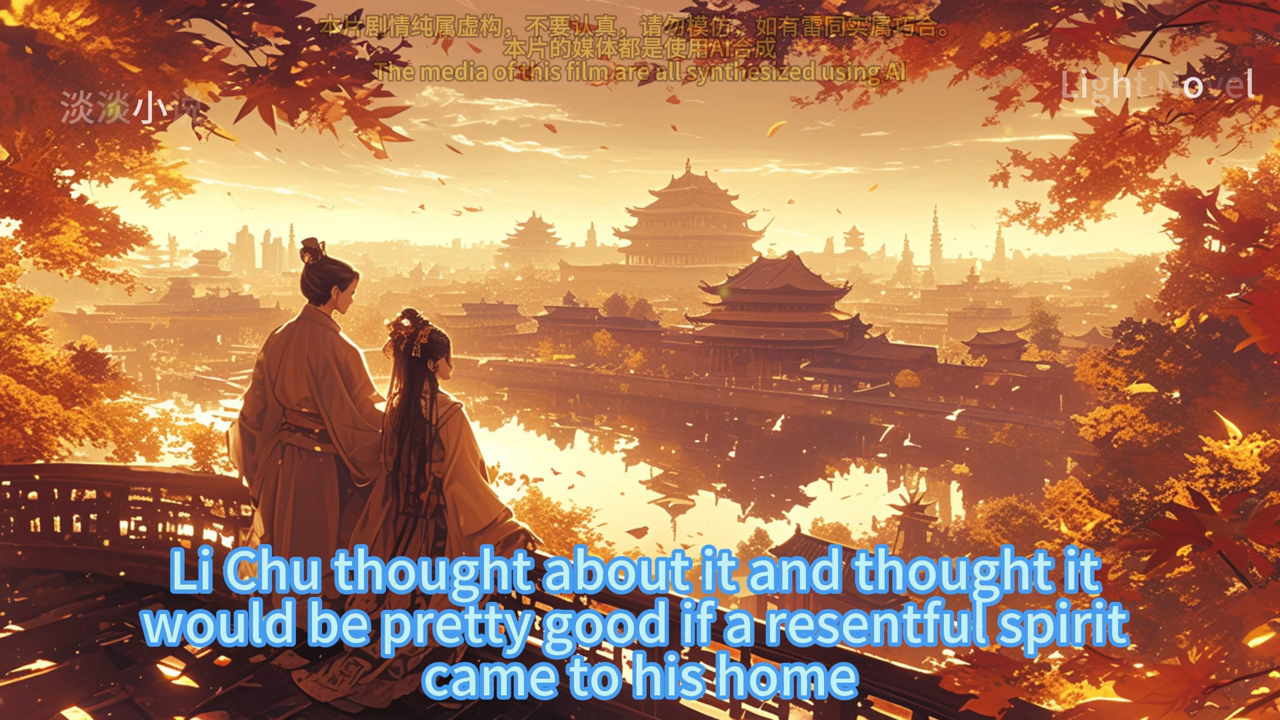 本片剧情纯属虚构，不要认真，请勿模仿，如有雷同实属巧合。
本片的媒体都是使用AI合成
The media of this film are all synthesized using AI
Light Novel
淡淡小
Li Chu thought about it and thought it
would be pretty good if a resentful spirit
came to his home